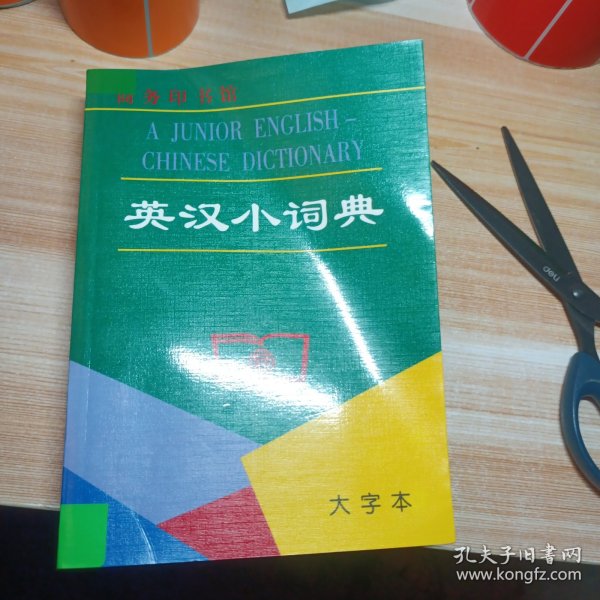 商务印书馆
A JUNIOR ENGLISH-
CHINESE DICTIONARY
英汉小词典
大字本
deli
孔夫子旧书网
www.kongfz.com